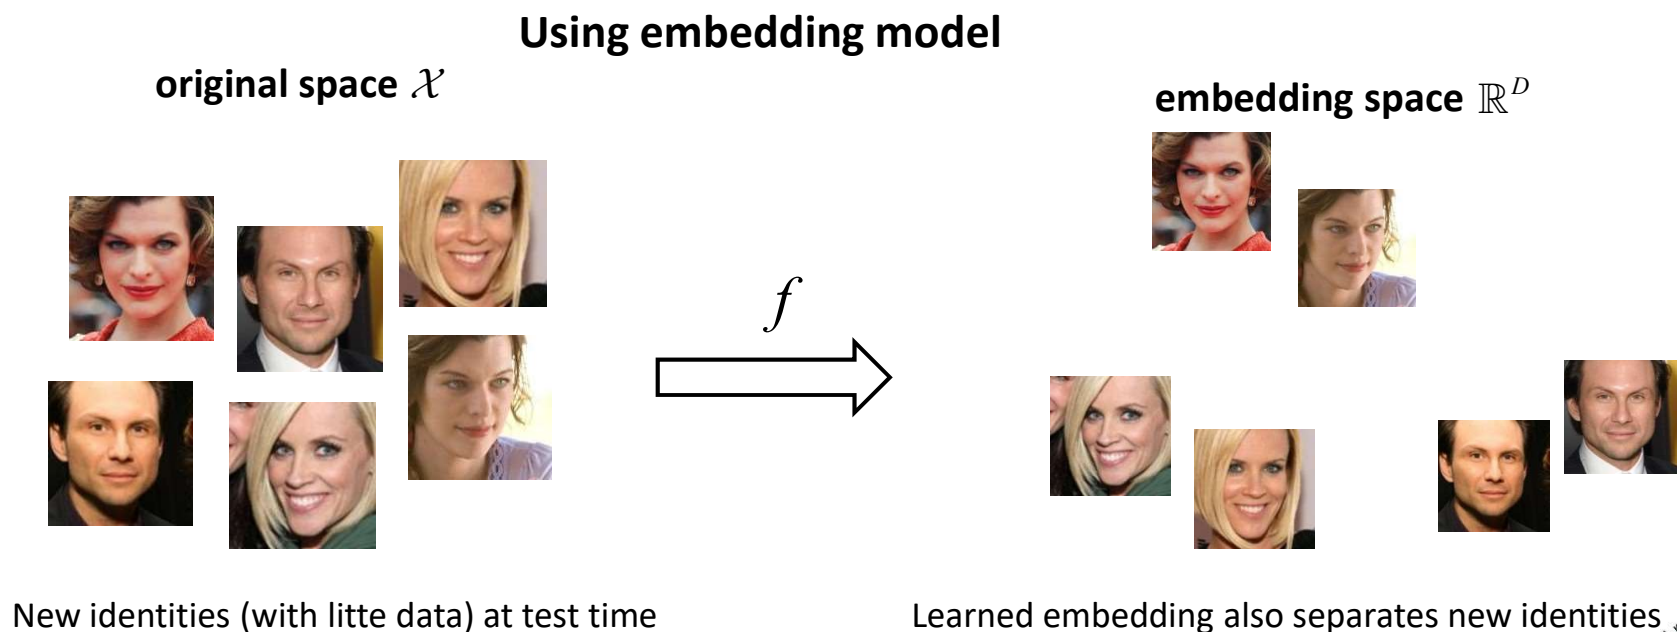 Using embedding model
original space 𝒳
embedding space ℝ^D
f
New identities (with litte data) at test time
Learned embedding also separates new identities